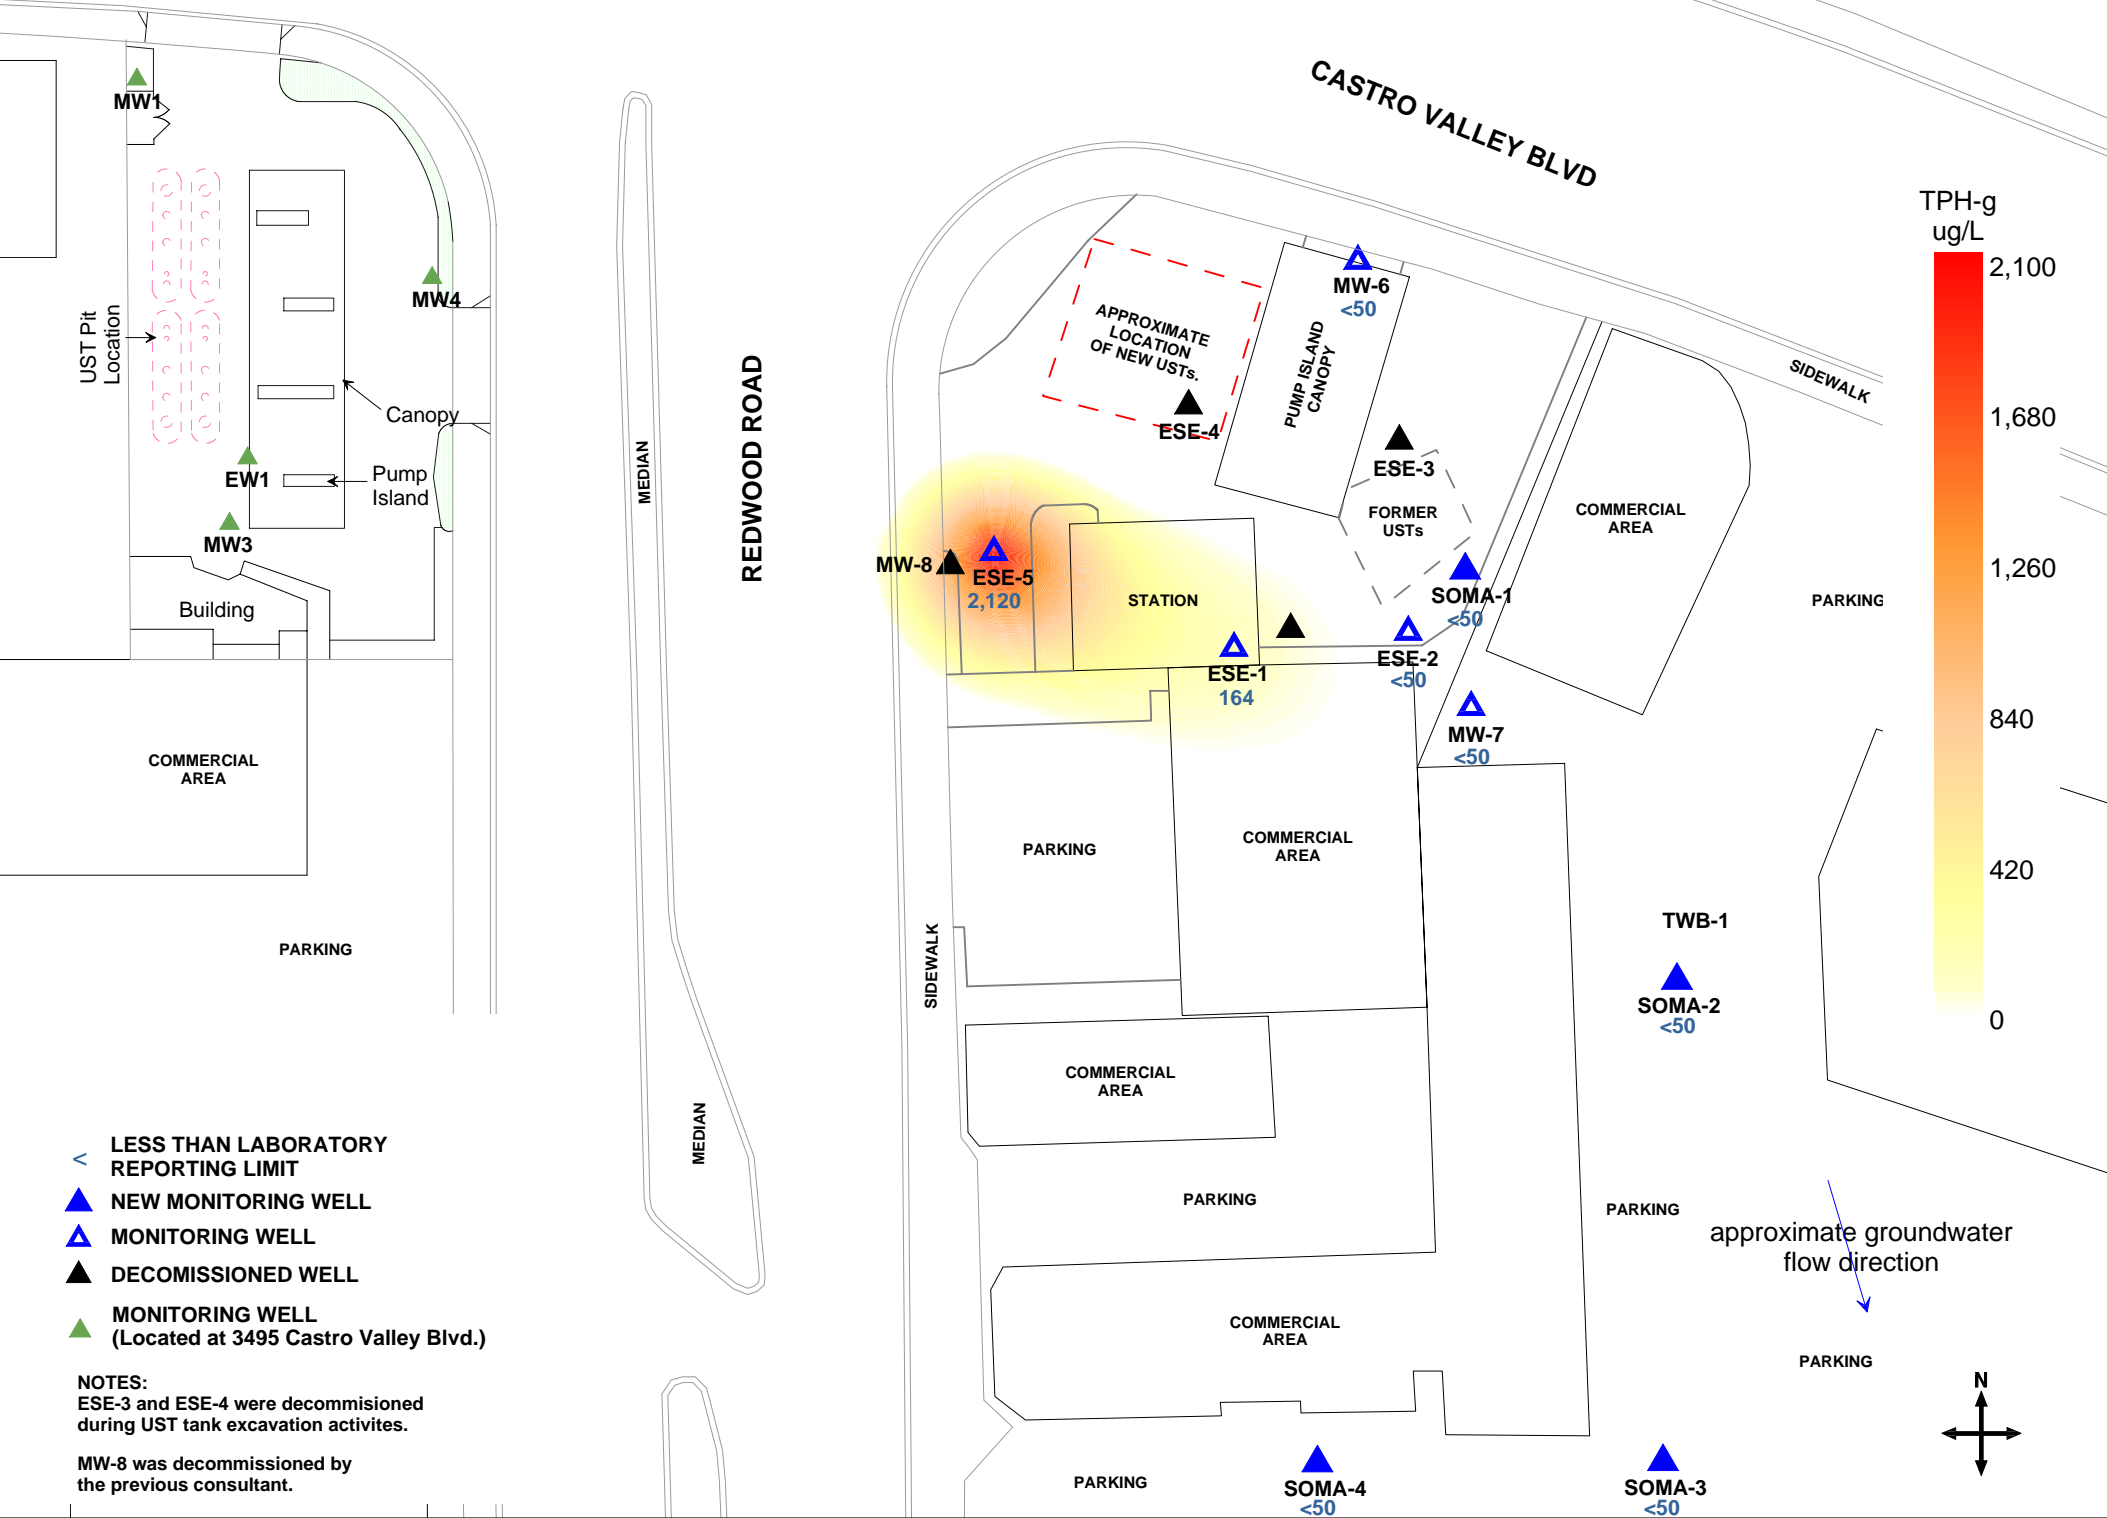 CASTRO VALLEY BLVD
MW1
UST Pit
Location
MW4
Canopy
EW1
Pump
Island
MW3
Building
COMMERCIAL
AREA
PARKING
MEDIAN
REDWOOD ROAD
MEDIAN
APPROXIMATE
LOCATION
OF NEW USTs.
ESE-4
PUMP ISLAND
CANOPY
MW-6
<50
ESE-3
FORMER
USTs
SIDEWALK
COMMERCIAL
AREA
PARKING
MW-8
ESE-5
2,120
STATION
SOMA-1
<50
ESE-1
164
ESE-2
<50
MW-7
<50
PARKING
COMMERCIAL
AREA
SIDEWALK
TWB-1
SOMA-2
<50
COMMERCIAL
AREA
PARKING
PARKING
approximate groundwater
flow direction
COMMERCIAL
AREA
PARKING
PARKING
SOMA-4
<50
SOMA-3
<50
N
TPH-g
ug/L
2,100
1,680
1,260
840
420
0
< LESS THAN LABORATORY
REPORTING LIMIT
NEW MONITORING WELL
MONITORING WELL
DECOMISSIONED WELL
MONITORING WELL
(Located at 3495 Castro Valley Blvd.)
NOTES:
ESE-3 and ESE-4 were decommisioned
during UST tank excavation activites.
MW-8 was decommissioned by
the previous consultant.